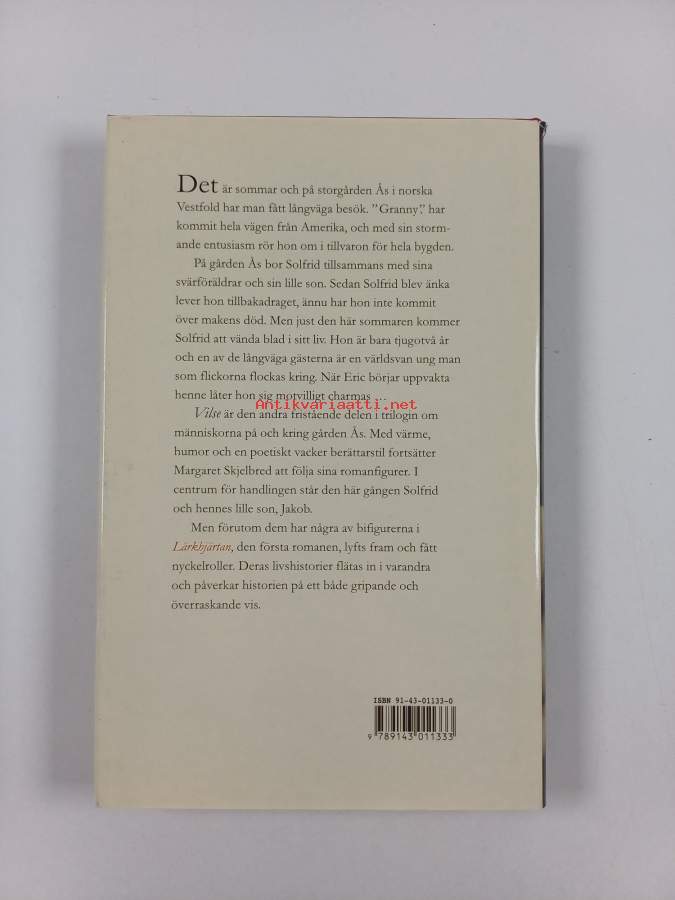 Det är sommar och på storgården Ås i norska
Vestfold har man fått långväga besök. ”Granny”, har
kommit hela vägen från Amerika, och med sin storm-
ande entusiasm rör hon om i tillvaron för hela bygden.
På gården Ås bor Solfrid tillsammans med sina
svärföräldrar och sin lille son. Sedan Solfrid blev änka
lever hon tillbakadraget, ännu har hon inte kommit
över makens död. Men just den här sommaren kommer
Solfrid att vända blad i sitt liv. Hon är bara tjugotvå år
och en av de långväga gästerna är en världsvan ung man
som flickorna flockas kring. När Eric börjar uppvakta
henne låter hon sig motvilligt charmas …
Antikvariaatti.net
Vilse är den andra fristående delen i trilogin om
människorna på och kring gården Ås. Med värme,
humor och en poetiskt vacker berättarstil fortsätter
Margaret Skjelbred att följa sina romanfigurer. I
centrum för handlingen står den här gången Solfrid
och hennes lille son, Jakob.
Men förutom dem har några av bifigurerna i
Lärkhjärtan, den första romanen, lyfts fram och fått
nyckelroller. Deras livshistorier flätas in i varandra
och påverkar historien på ett både gripande och
överraskande vis.
ISBN 91-43-01133-0
9 789143 011333